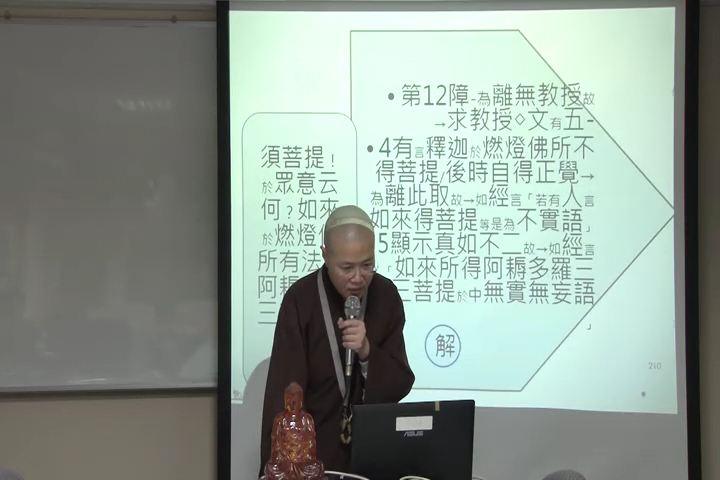 須菩提!
於眾意云
何?如來
於燃燈
所有法
阿耨
三
• 第12障-為離無教授故
→求教授◇文有五-
• 4有言釋迦於燃燈佛所不
得菩提/後時自得正覺→
為離此取故→如經言「若有人言
如來得菩提等是為不實語」
5顯示真如不二故→如經言
「如來所得阿耨多羅三
三菩提於中無實無妄語
」
解
210
ASUS